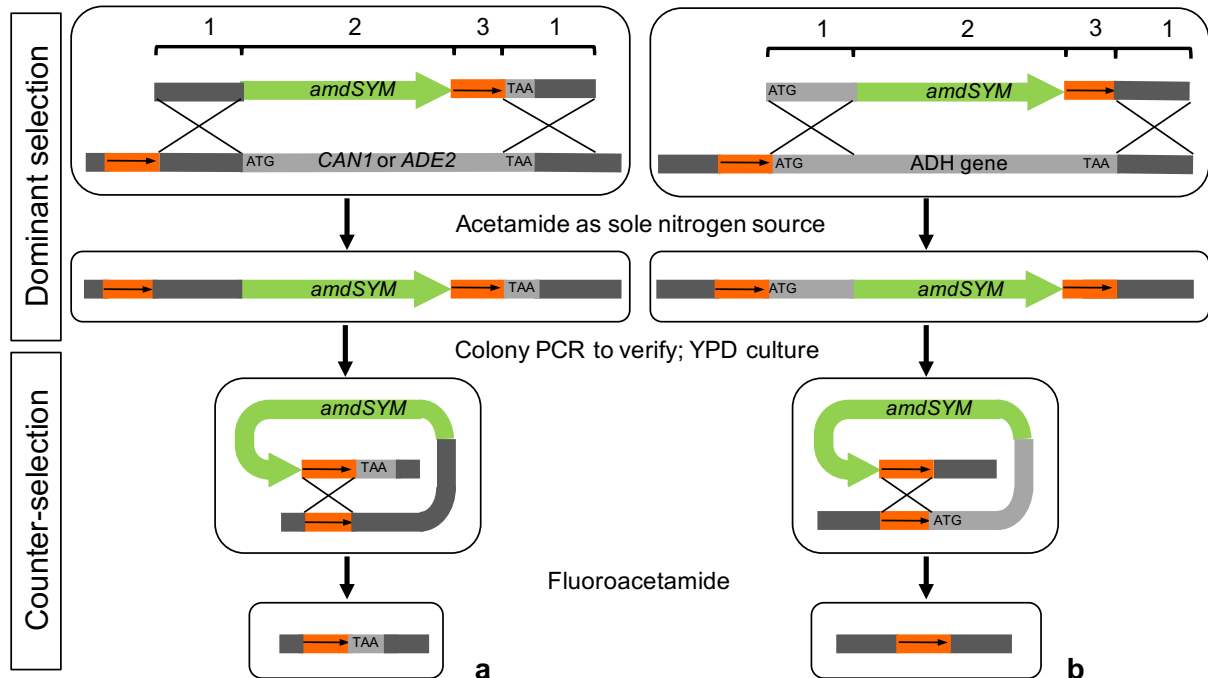 1 2 3 1
1 2 3 1
amdSYM TAA
ATG amdSYM
ATG CAN1 or ADE2 TAA
ATG ADH gene TAA
Dominant selection
Acetamide as sole nitrogen source
amdSYM TAA
ATG amdSYM
Colony PCR to verify; YPD culture
Counter-selection
amdSYM
TAA
amdSYM
ATG
Fluoroacetamide
TAA
a
b